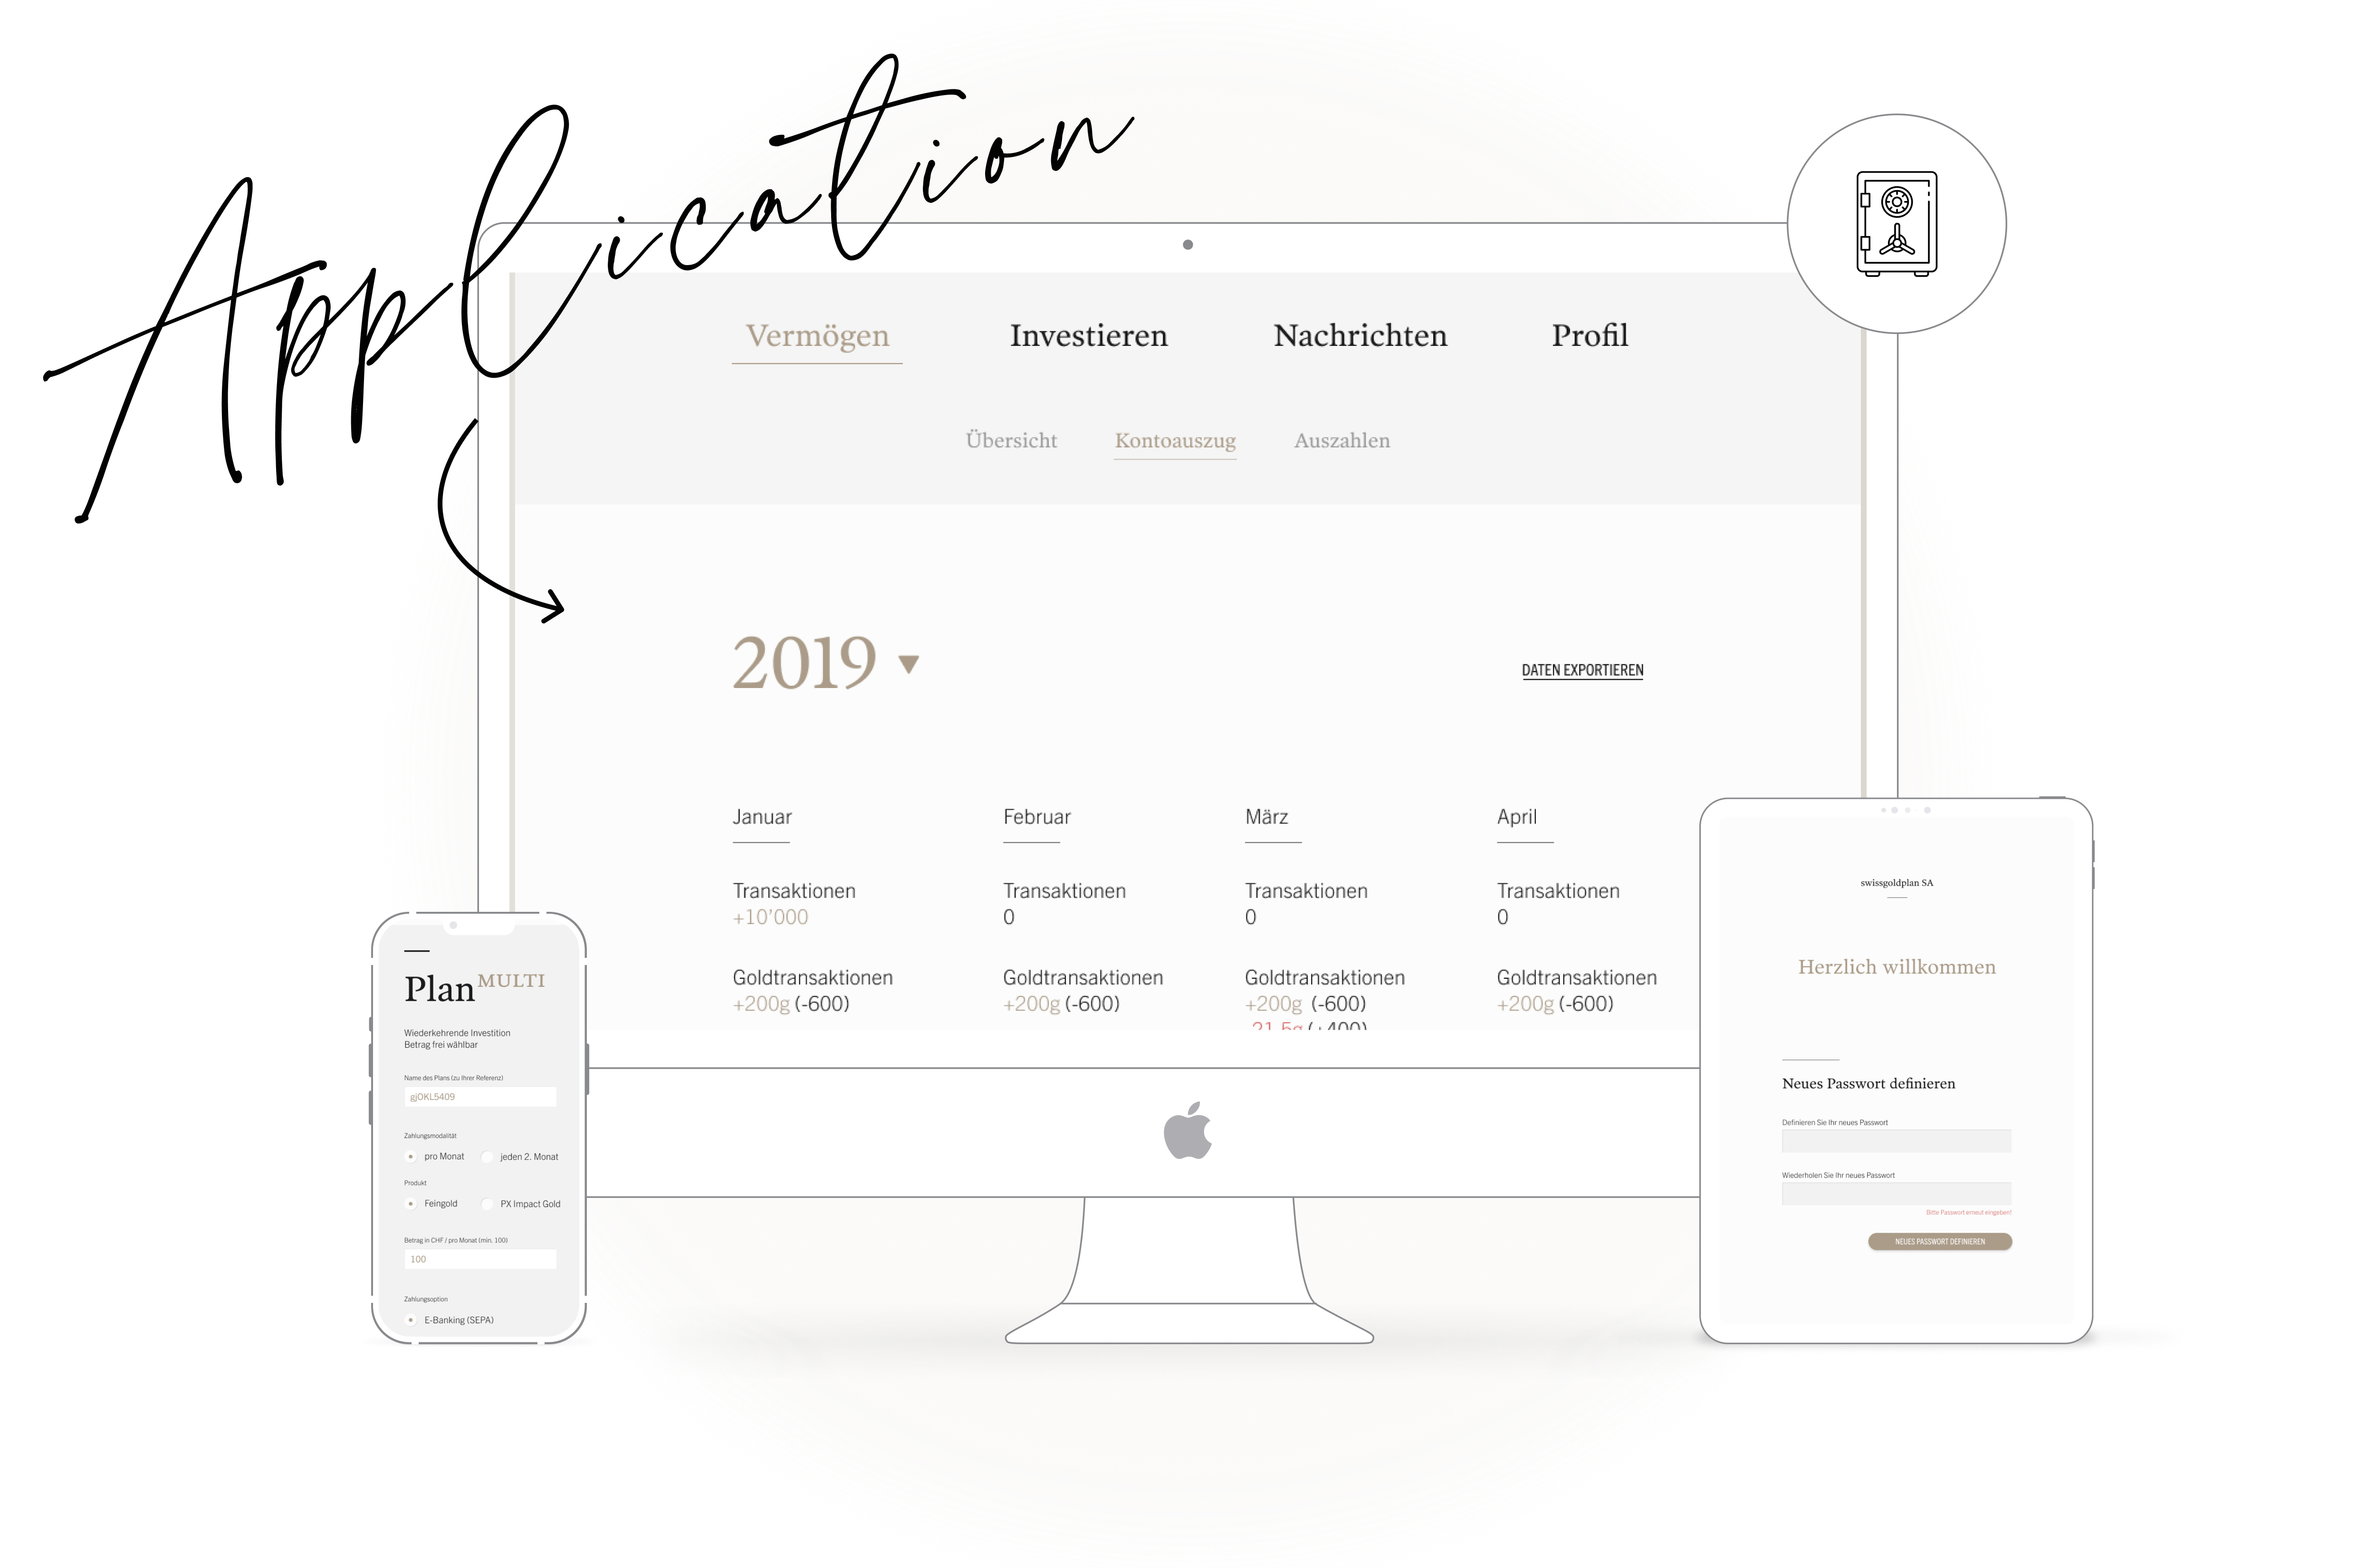 Application
Vermögen Investieren Nachrichten Profil
Übersicht Kontoauszug Auszahlen
2019
DATEN EXPORTIEREN
Januar Februar März April
Transaktionen Transaktionen Transaktionen Transaktionen
+10'000 0 0 0
Goldtransaktionen Goldtransaktionen Goldtransaktionen Goldtransaktionen
+200g (-600) +200g (-600) +200g (-600) +200g (-600)
21.5g (+400)
Plan MULTI
Wiederkehrende Investition
Betrag frei wählbar
Name des Plans (zu Ihrer Referenz)
gjOKL5409
Zahlungsmodalität
pro Monat jeden 2. Monat
Produkt
Feingold PX Impact Gold
Betrag in CHF / pro Monat (min. 100)
100
Zahlungsoption
E-Banking (SEPA)
swissgoldplan SA
Herzlich willkommen
Neues Passwort definieren
Definieren Sie Ihr neues Passwort
Wiederholen Sie Ihr neues Passwort
Bitte Passwort erneut eingeben!
NEUES PASSWORT DEFINIEREN